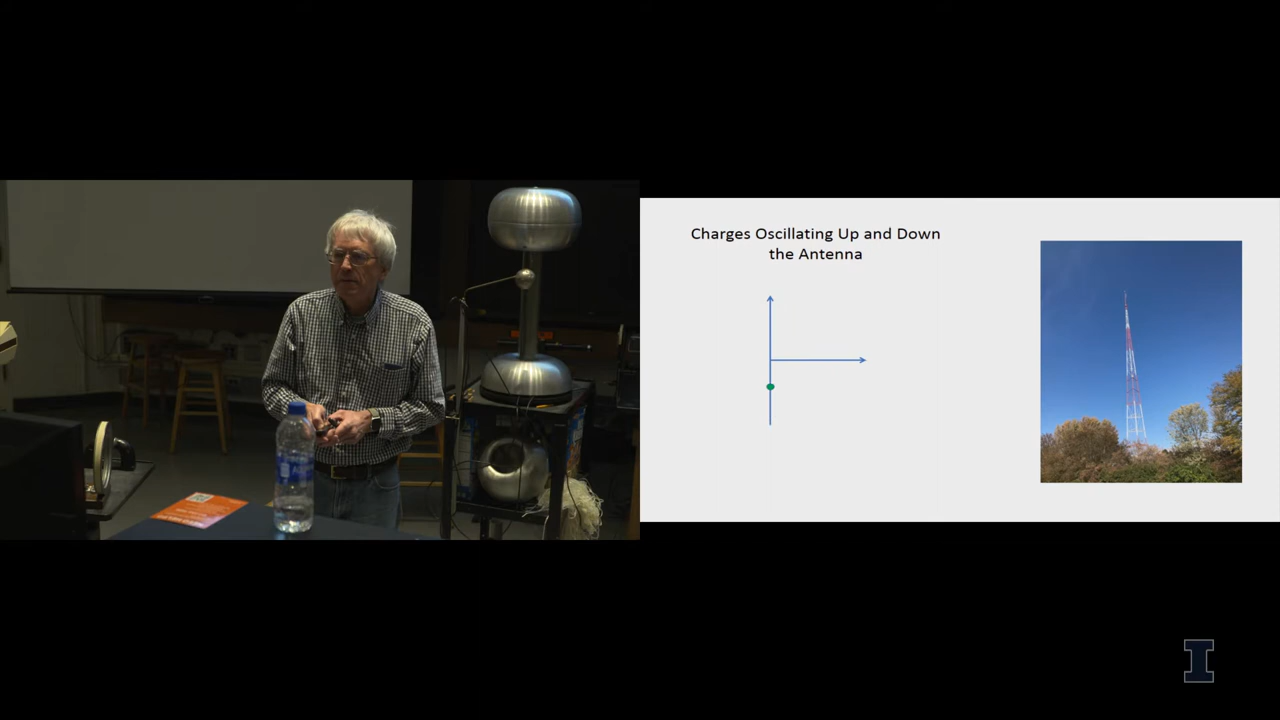 Charges Oscillating Up and Down
the Antenna